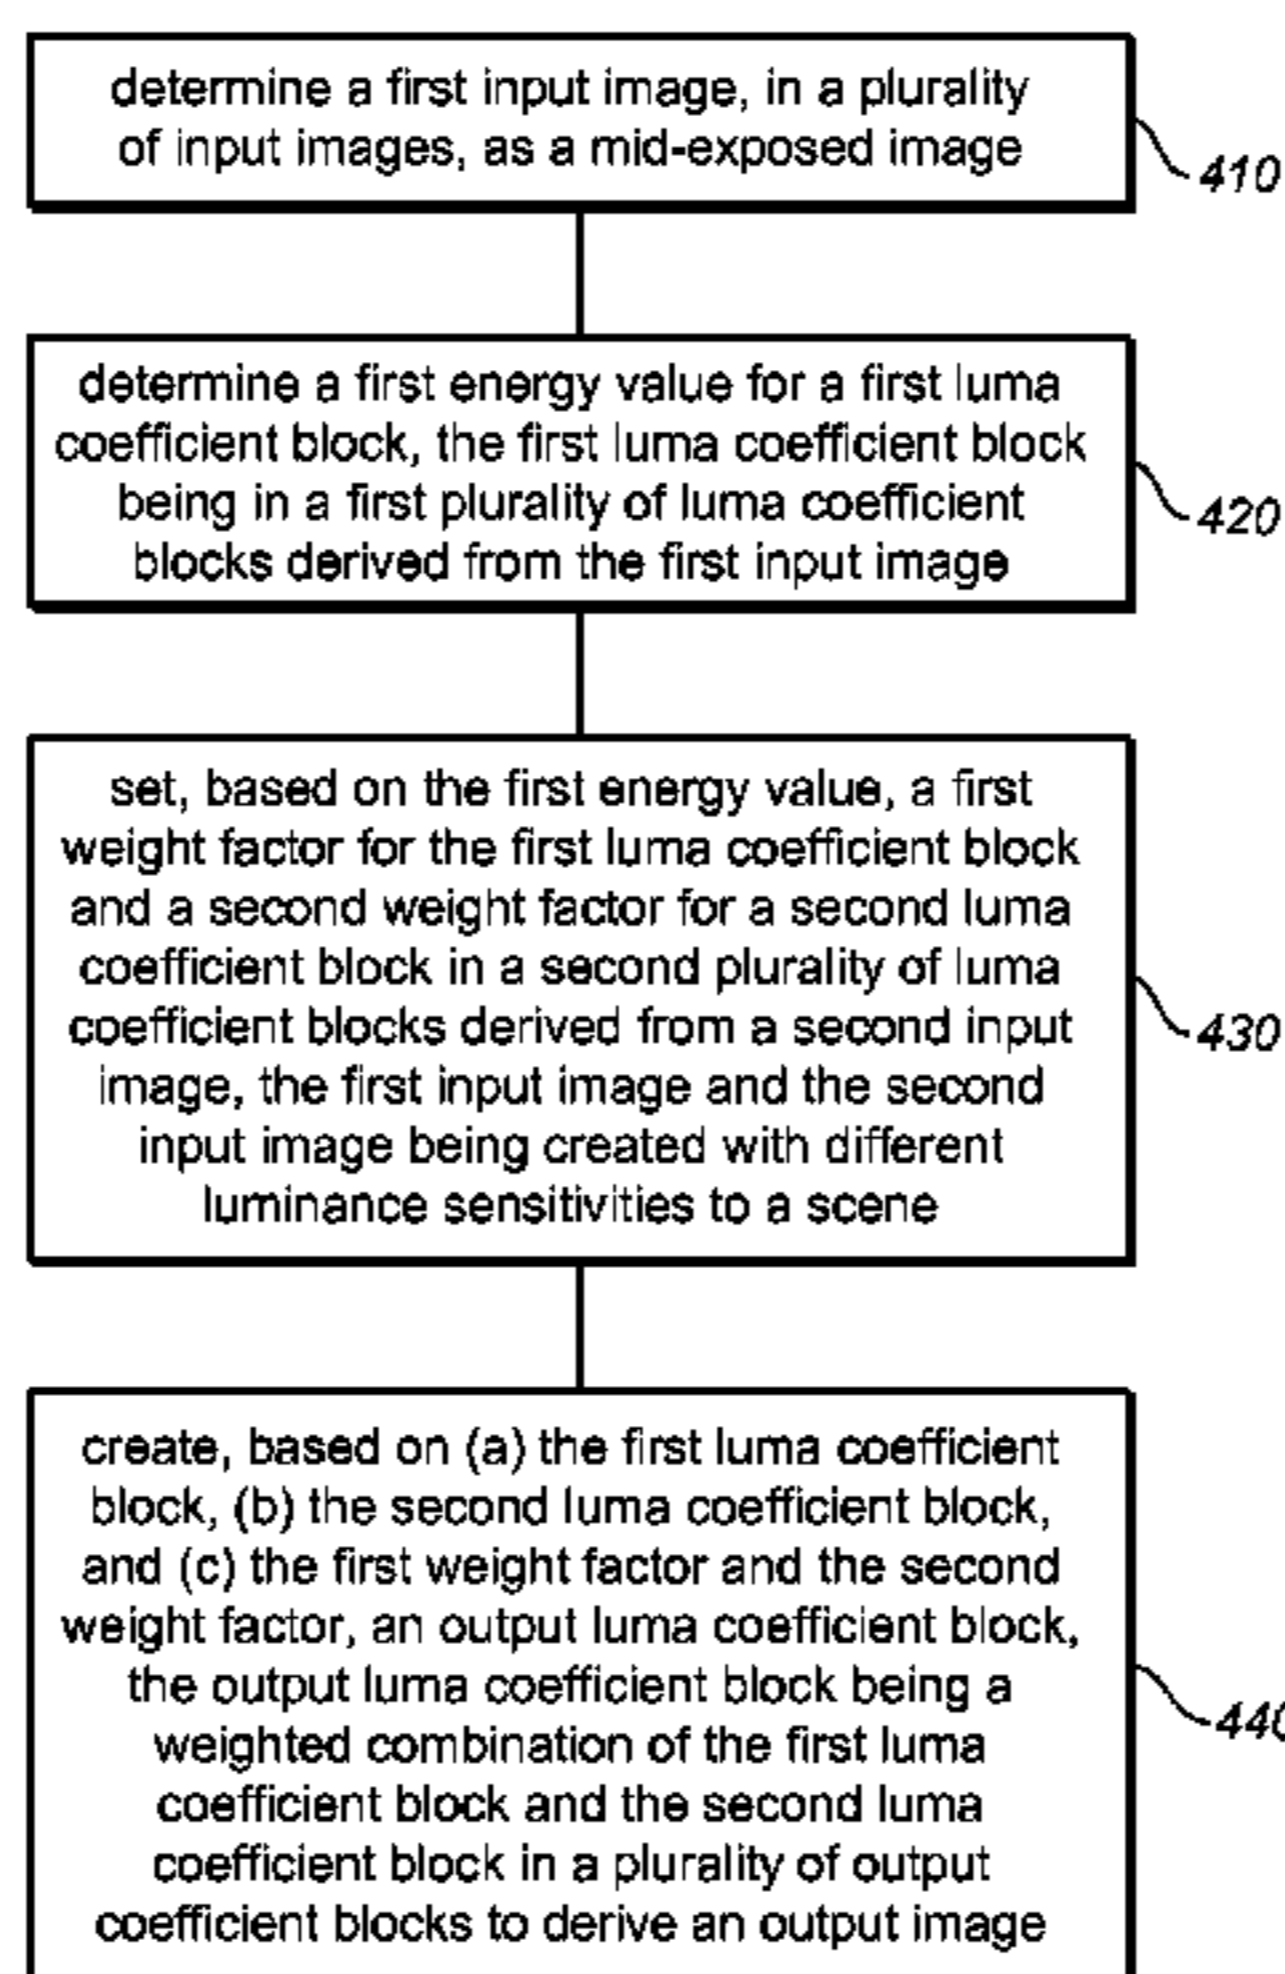 determine a first input image, in a plurality
of input images, as a mid-exposed image
410
determine a first energy value for a first luma
coefficient block, the first luma coefficient block
being in a first plurality of luma coefficient
blocks derived from the first input image
420
set, based on the first energy value, a first
weight factor for the first luma coefficient block
and a second weight factor for a second luma
coefficient block in a second plurality of luma
coefficient blocks derived from a second input
image, the first input image and the second
input image being created with different
luminance sensitivities to a scene
430
create, based on (a) the first luma coefficient
block, (b) the second luma coefficient block,
and (c) the first weight factor and the second
weight factor, an output luma coefficient block,
the output luma coefficient block being a
weighted combination of the first luma
coefficient block and the second luma
coefficient block in a plurality of output
coefficient blocks to derive an output image
440